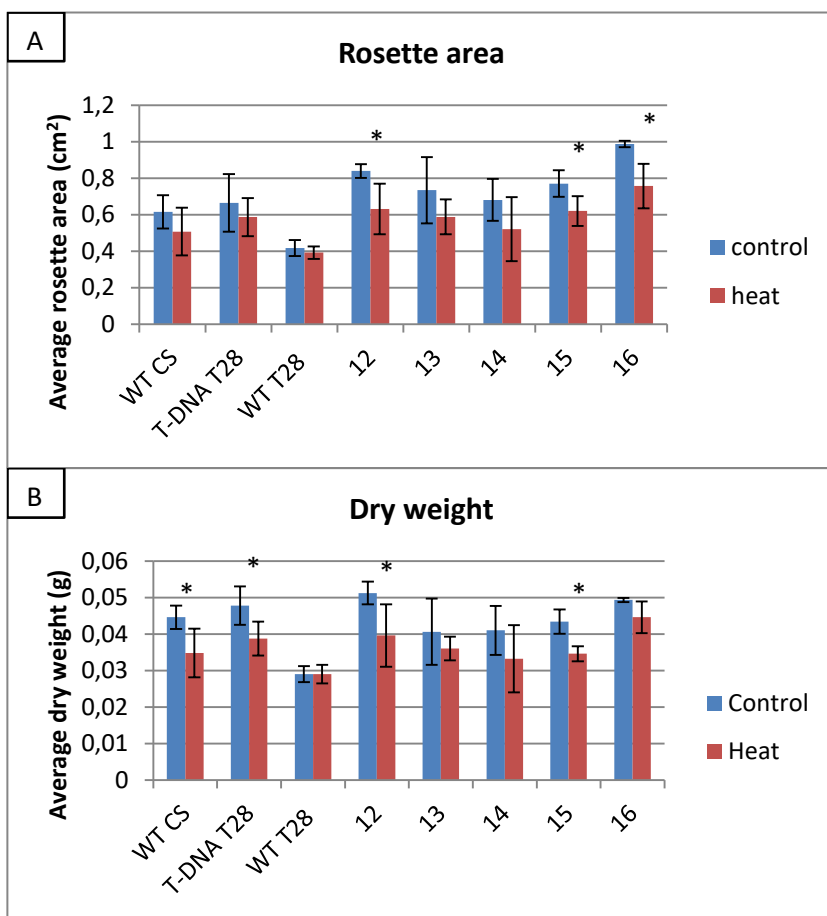 A
Rosette area
Average rosette area (cm²)
1,2
1
0,8
0,6
0,4
0,2
0
*
*
*
WT CS
T-DNA T28
WT T28
12
13
14
15
16
control
heat
B
Dry weight
Average dry weight (g)
0,06
0,05
0,04
0,03
0,02
0,01
0
*
*
*
*
WT CS
T-DNA T28
WT T28
12
13
14
15
16
Control
Heat